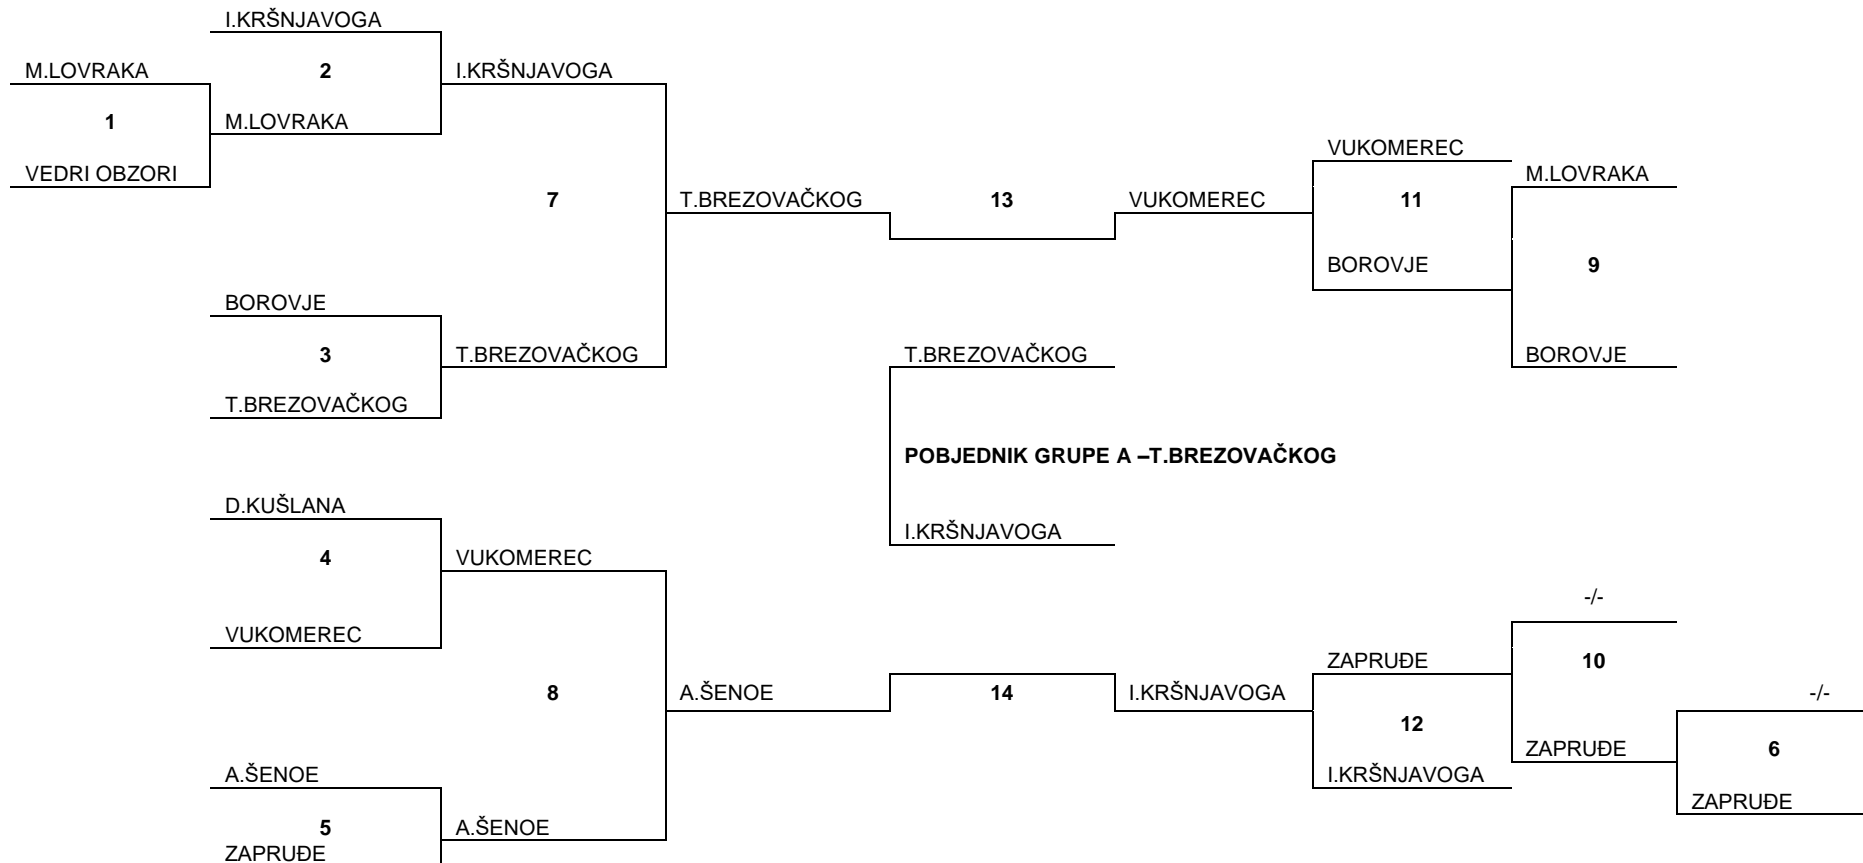 I.KRŠNJAVOGA
M.LOVRAKA 2 I.KRŠNJAVOGA
1 M.LOVRAKA
VUKOMEREC
VEDRI OBZORI M.LOVRAKA
7 T.BREZOVAČKOG 13 VUKOMEREC 11
BOROVJE 9
BOROVJE
3 T.BREZOVAČKOG T.BREZOVAČKOG BOROVJE
T.BREZOVAČKOG
POBJEDNIK GRUPE A –T.BREZOVAČKOG
D.KUŠLANA
I.KRŠNJAVOGA
4 VUKOMEREC
-/-
VUKOMEREC
ZAPRUĐE 10
8 A.ŠENOE 14 I.KRŠNJAVOGA -/-
12
ZAPRUĐE 6
A.ŠENOE I.KRŠNJAVOGA
ZAPRUĐE
5 A.ŠENOE
ZAPRUĐE